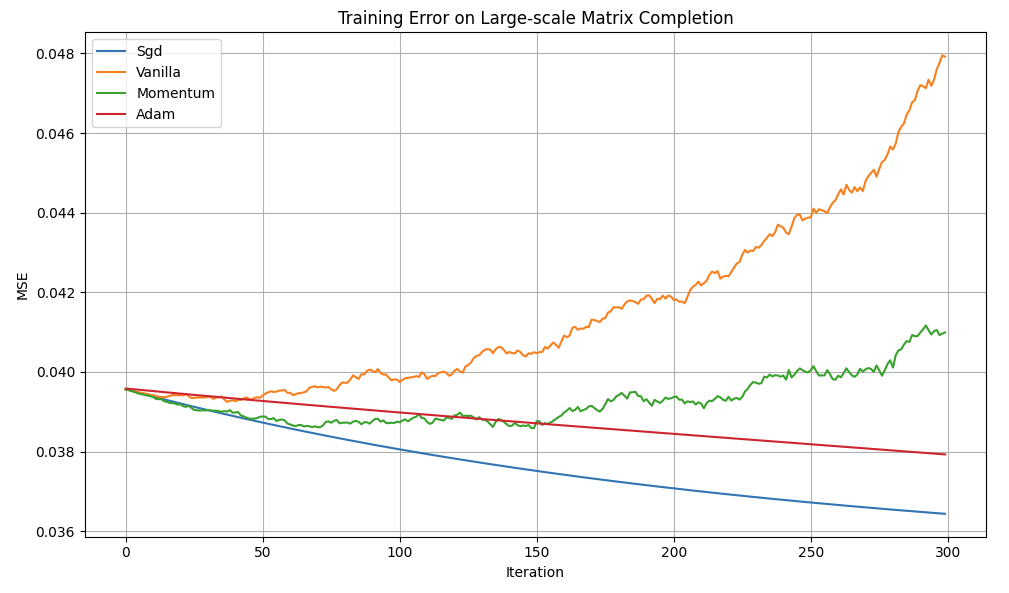 Training Error on Large-scale Matrix Completion
Sgd
Vanilla
Momentum
Adam
MSE
0.048
0.046
0.044
0.042
0.040
0.038
0.036
0 50 100 150 200 250 300
Iteration